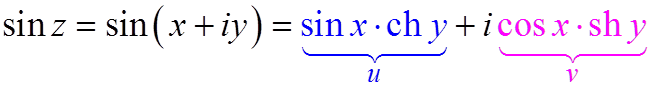 sin z = sin(x + iy) = sin x · ch y + i cos x · sh y
u v